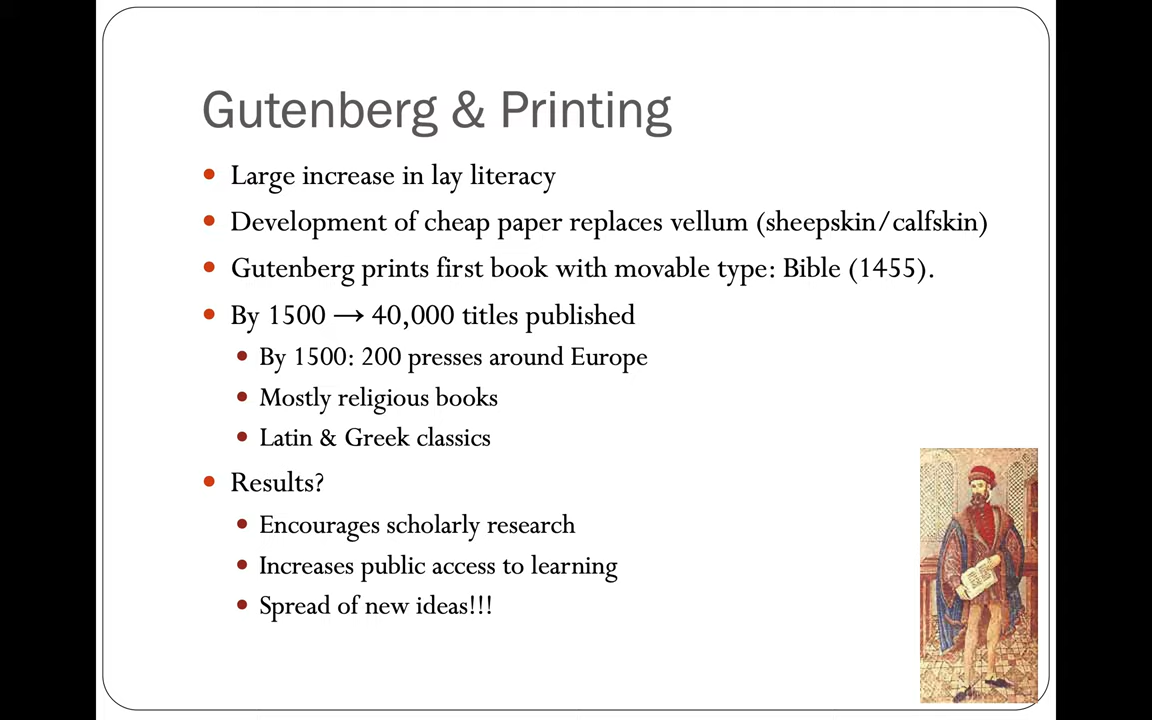 Gutenberg & Printing
• Large increase in lay literacy
• Development of cheap paper replaces vellum (sheepskin/calfskin)
• Gutenberg prints first book with movable type: Bible (1455).
• By 1500 → 40,000 titles published
• By 1500: 200 presses around Europe
• Mostly religious books
• Latin & Greek classics
• Results?
• Encourages scholarly research
• Increases public access to learning
• Spread of new ideas!!!